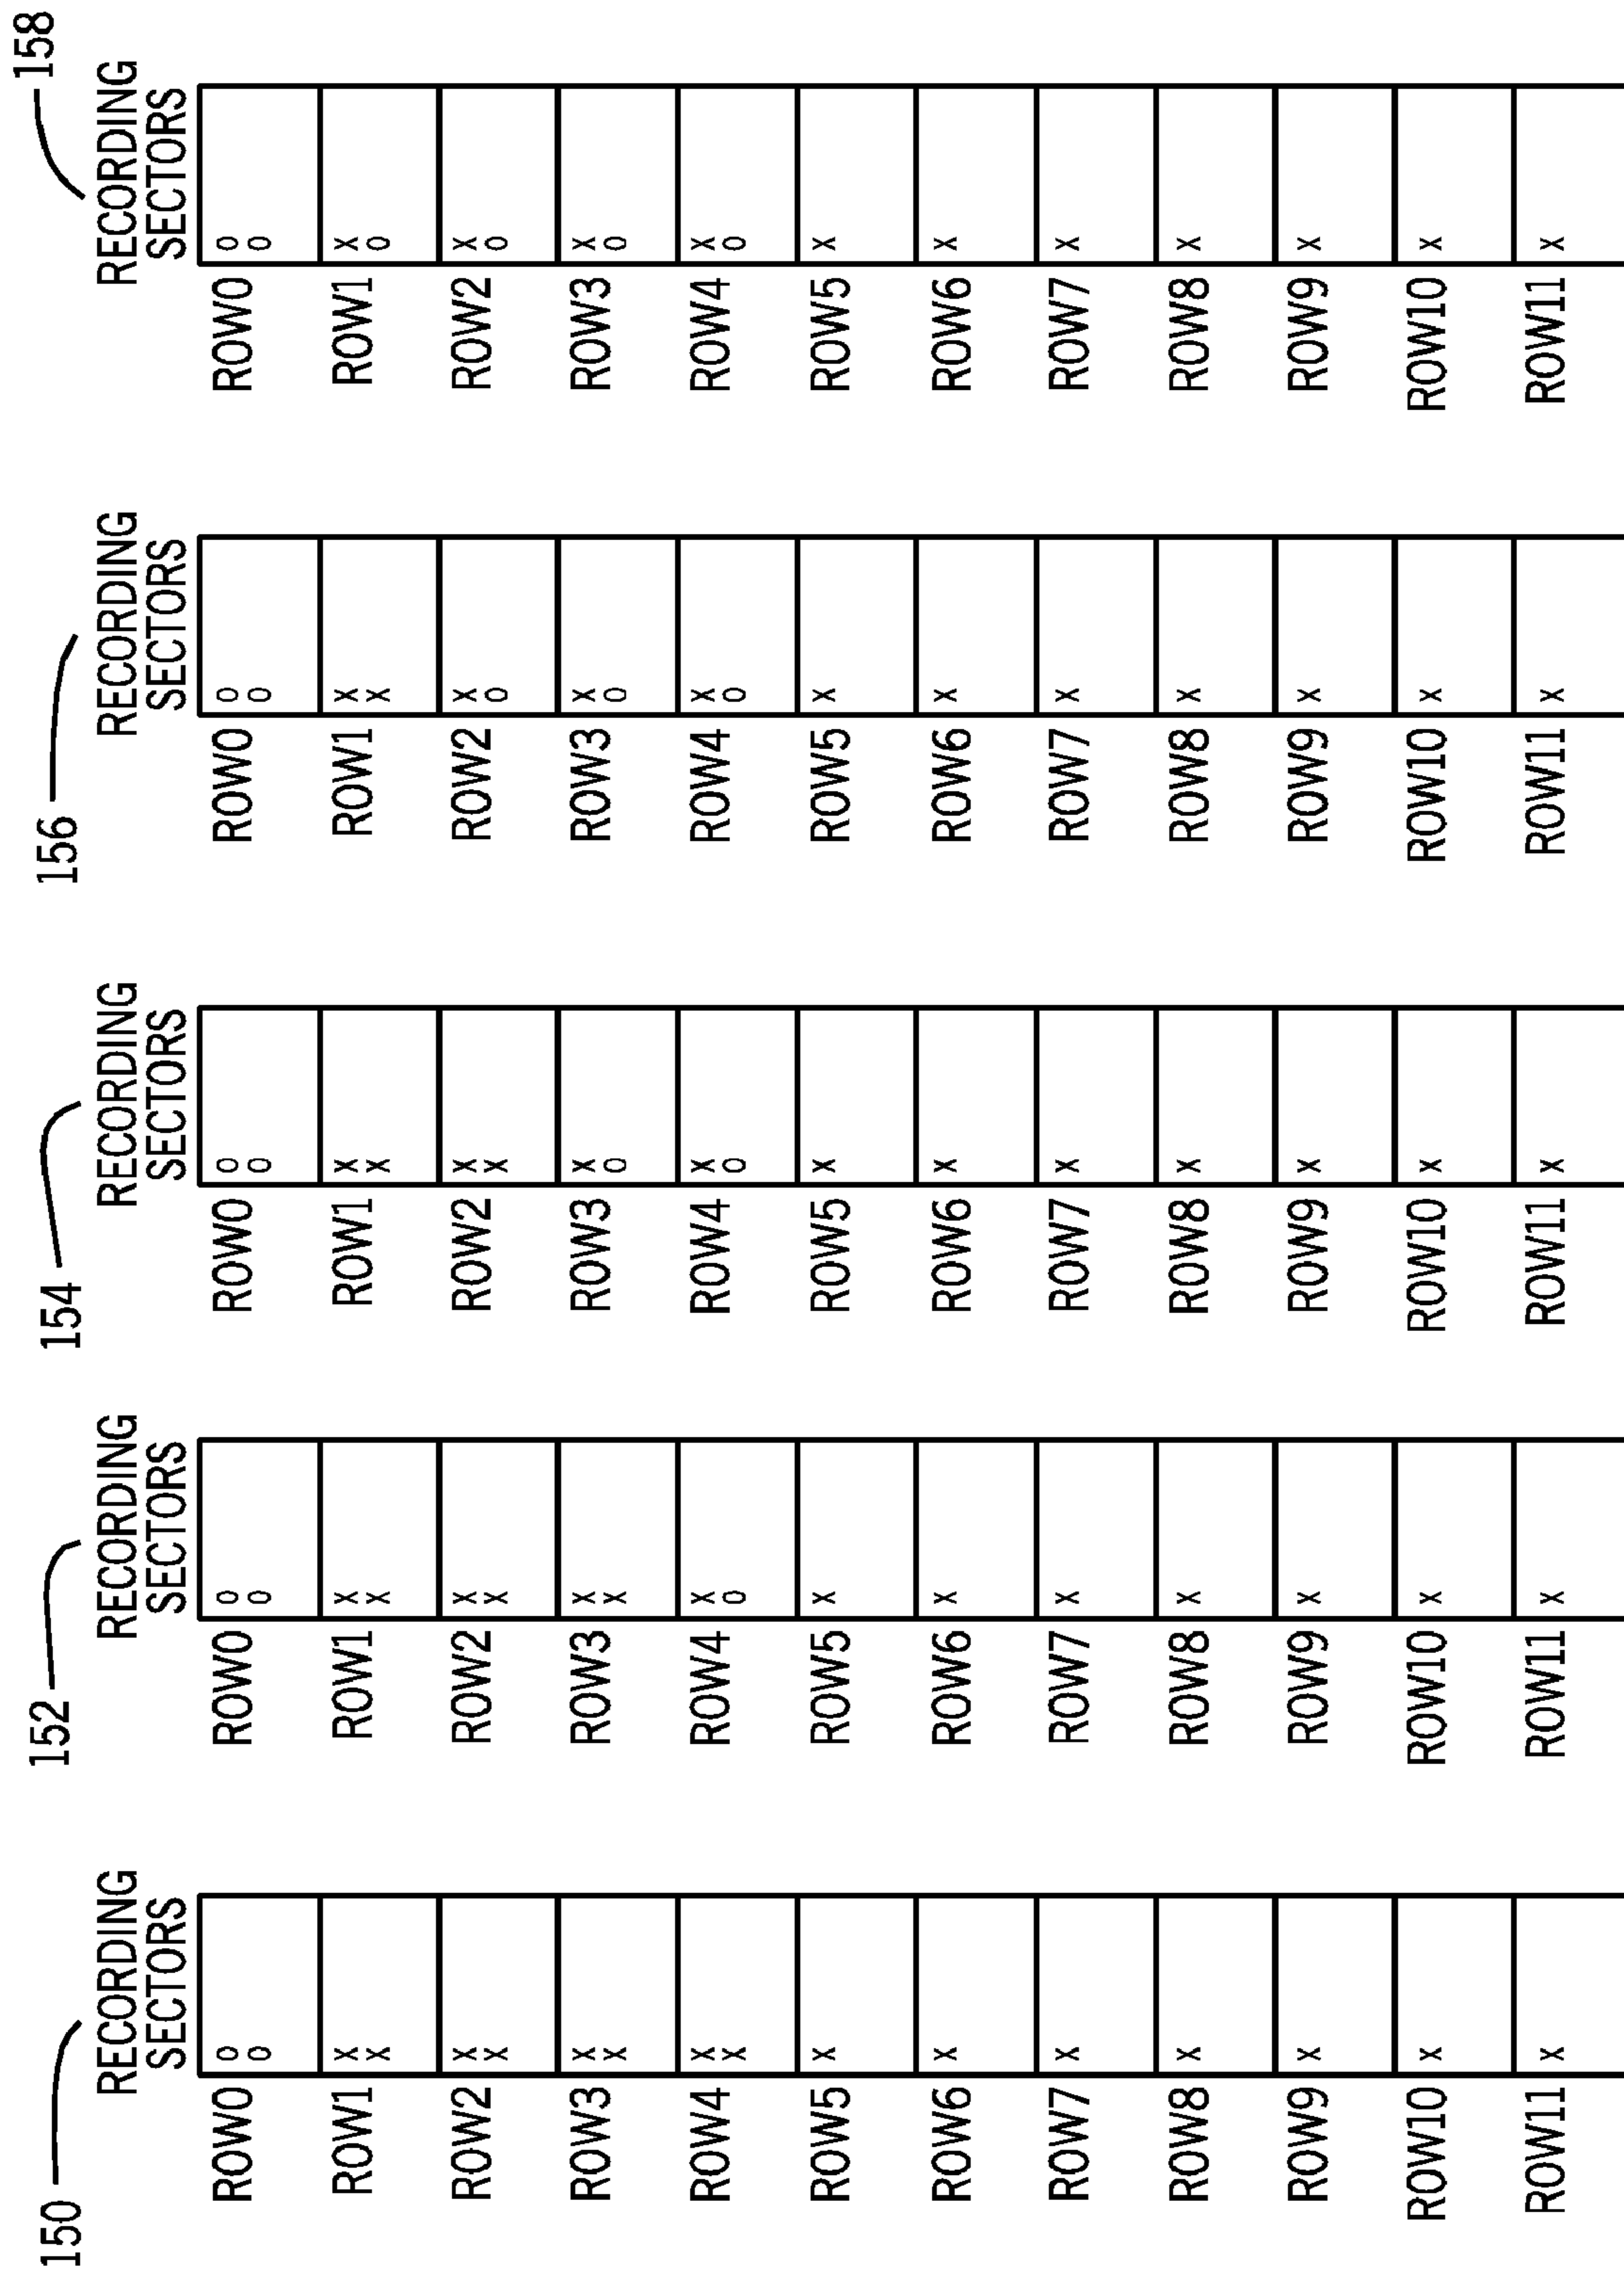 150
RECORDING
SECTORS
ROW0 o
o
ROW1 x
x
ROW2 x
x
ROW3 x
x
ROW4 x
x
ROW5 x
ROW6 x
ROW7 x
ROW8 x
ROW9 x
ROW10 x
ROW11 x
152
RECORDING
SECTORS
ROW0 o
o
ROW1 x
x
ROW2 x
x
ROW3 x
x
ROW4 x
o
ROW5 x
ROW6 x
ROW7 x
ROW8 x
ROW9 x
ROW10 x
ROW11 x
154
RECORDING
SECTORS
ROW0 o
o
ROW1 x
x
ROW2 x
x
ROW3 x
o
ROW4 x
o
ROW5 x
ROW6 x
ROW7 x
ROW8 x
ROW9 x
ROW10 x
ROW11 x
156
RECORDING
SECTORS
ROW0 o
o
ROW1 x
x
ROW2 x
o
ROW3 x
o
ROW4 x
o
ROW5 x
ROW6 x
ROW7 x
ROW8 x
ROW9 x
ROW10 x
ROW11 x
158
RECORDING
SECTORS
ROW0 o
o
ROW1 x
o
ROW2 x
o
ROW3 x
o
ROW4 x
o
ROW5 x
ROW6 x
ROW7 x
ROW8 x
ROW9 x
ROW10 x
ROW11 x